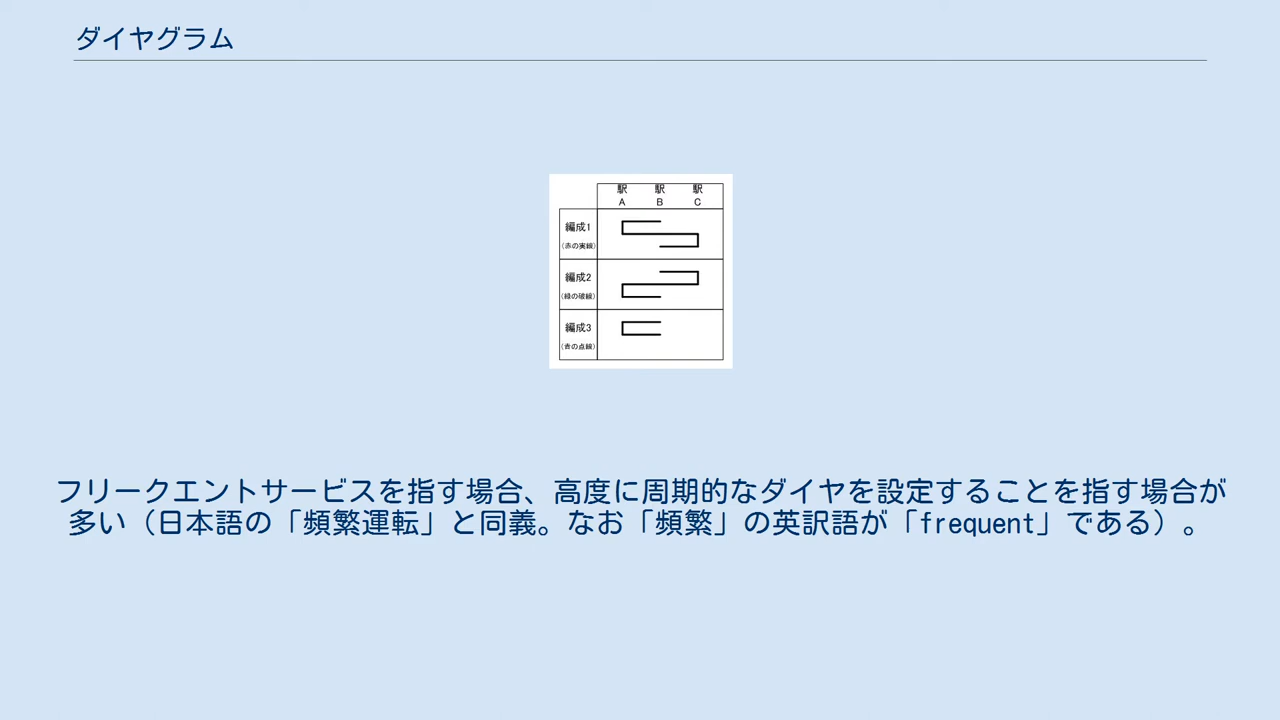 ダイヤグラム
駅 駅 駅
A B C
編成1
(赤の実線)
編成2
(緑の破線)
編成3
(青の点線)
フリークエントサービスを指す場合、高度に周期的なダイヤを設定することを指す場合が
多い（日本語の「頻繁運転」と同義。なお「頻繁」の英訳語が「frequent」である）。